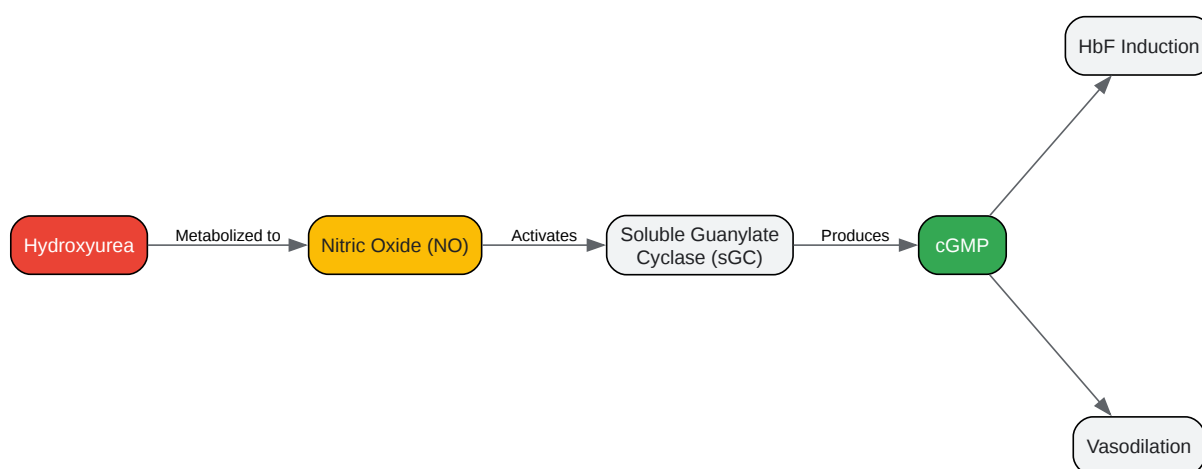 HbF Induction
Hydroxyurea
Metabolized to
Nitric Oxide (NO)
Activates
Soluble Guanylate
Cyclase (sGC)
Produces
cGMP
Vasodilation